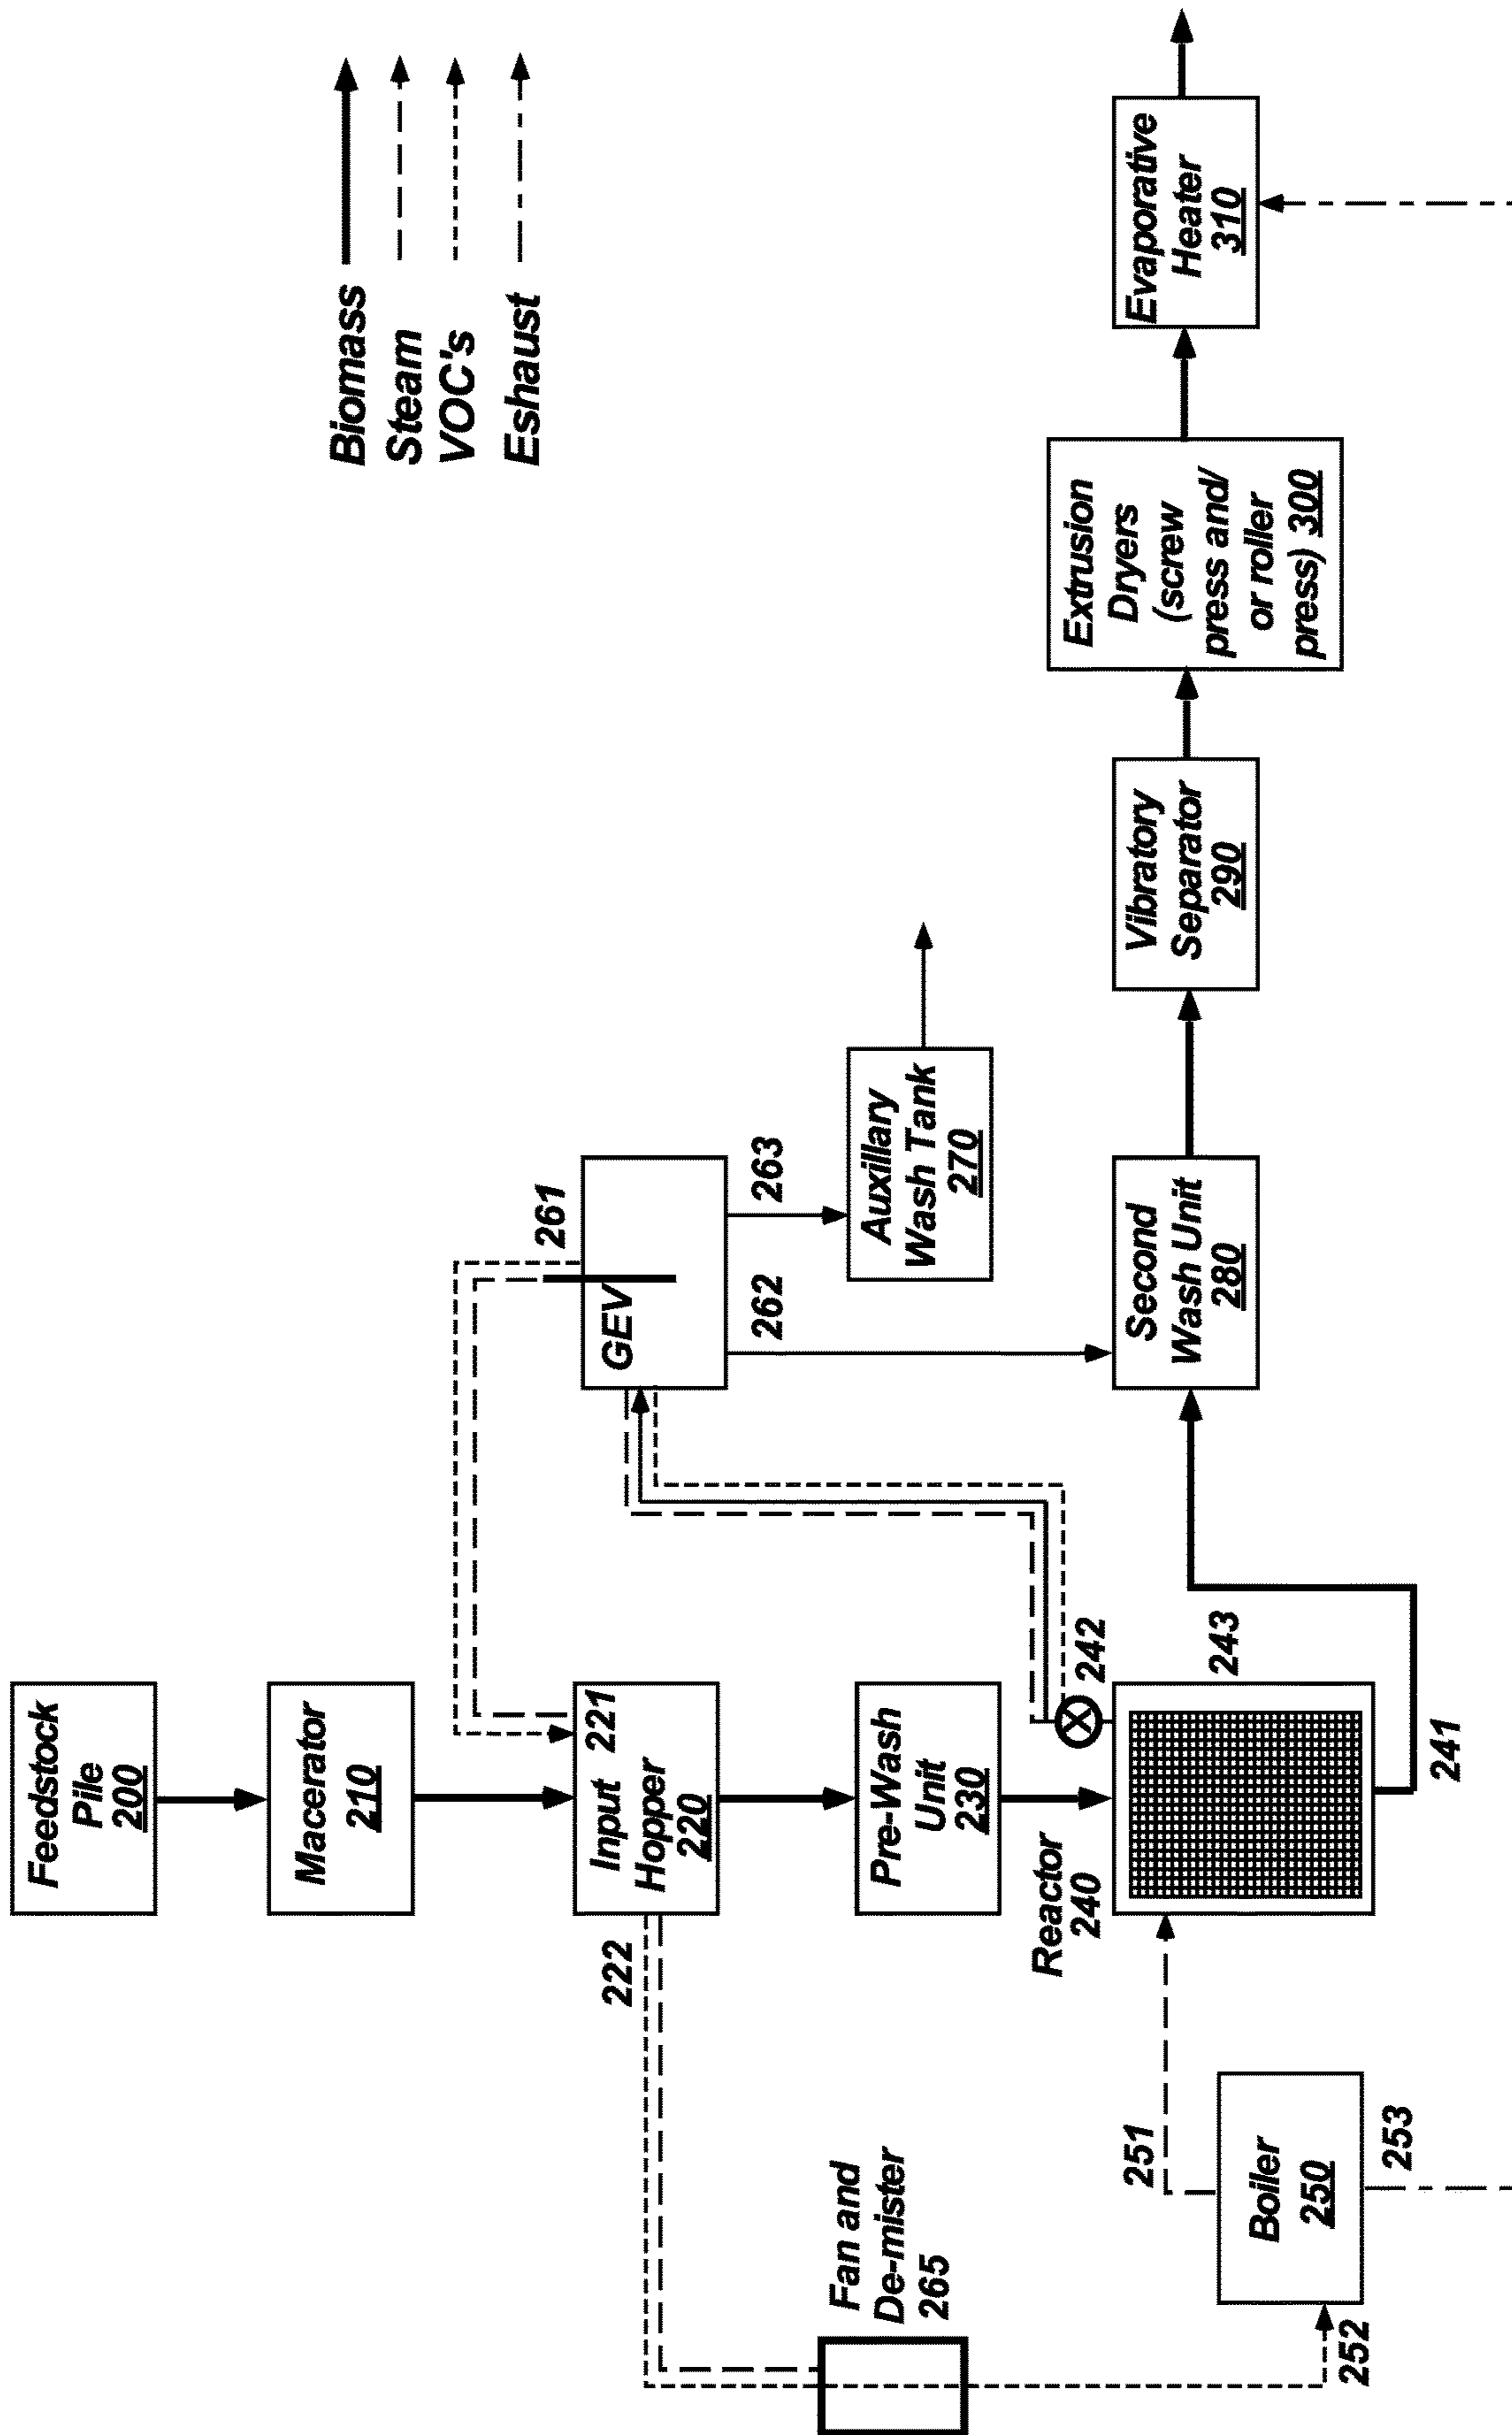 Biomass
Steam
VOC's
Eshaust
Feedstock
Pile
200
Macerator
210
221
Input
Hopper
220
222
Pre-Wash
Unit
230
Reactor
240
242
243
241
Fan and
De-mister
265
251
Boiler
250
252
253
261
GEV
262
263
Auxillary
Wash Tank
270
Second
Wash Unit
280
Vibratory
Separator
290
Extrusion
Dryers
(screw
press and/
or roller
press) 300
Evaporative
Heater
310